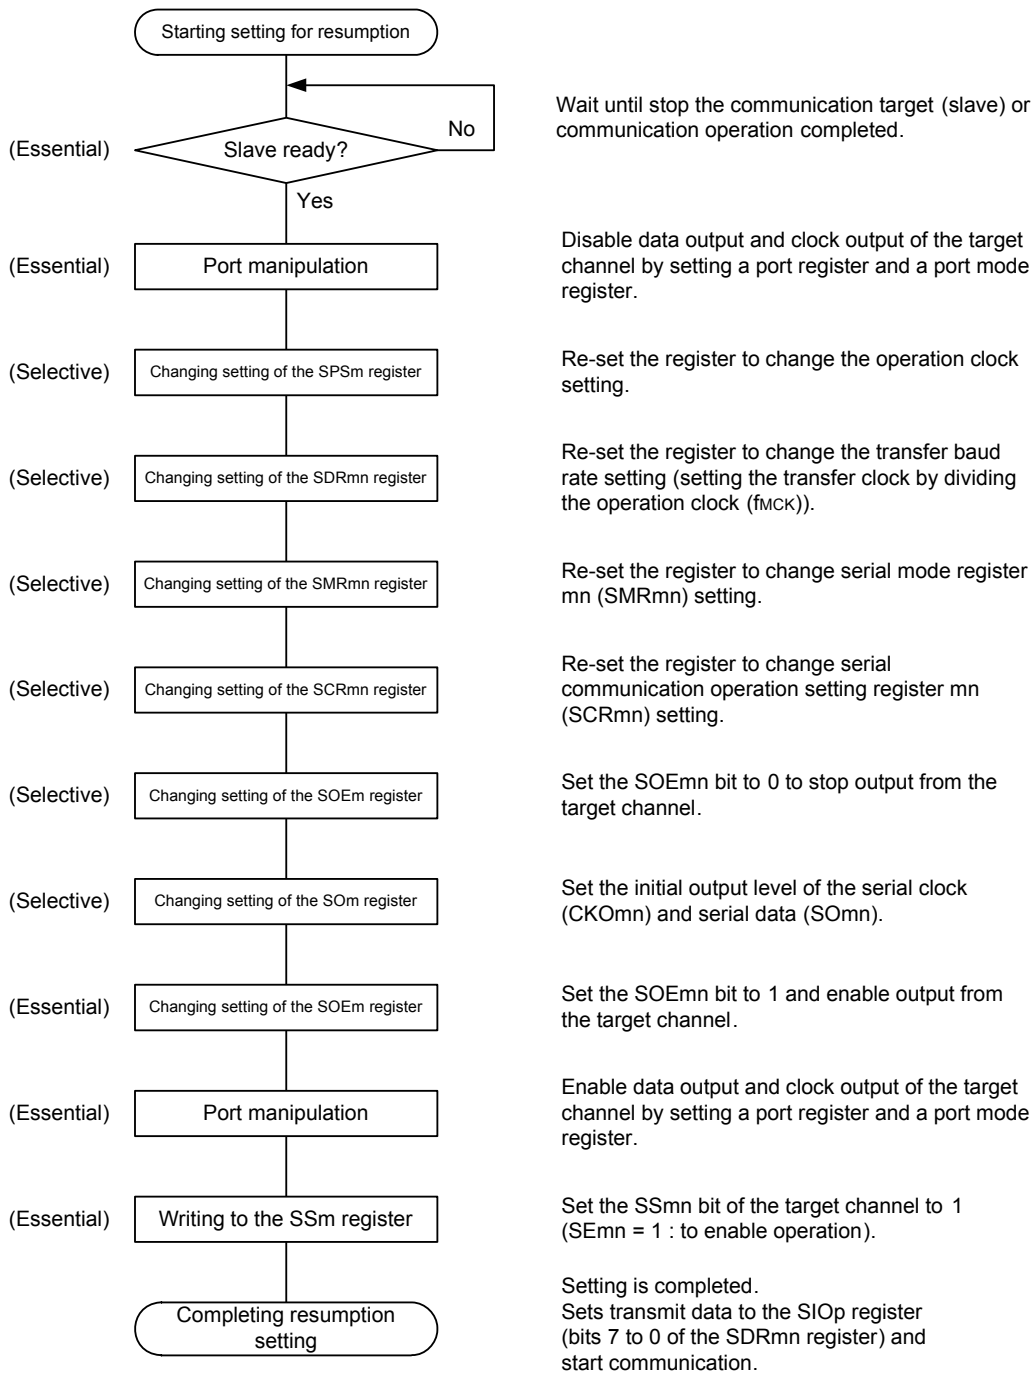 Starting setting for resumption
No
Wait until stop the communication target (slave) or
communication operation completed.
(Essential)
Slave ready?
Yes
(Essential)
Port manipulation
Disable data output and clock output of the target
channel by setting a port register and a port mode
register.
(Selective)
Changing setting of the SPSm register
Re-set the register to change the operation clock
setting.
(Selective)
Changing setting of the SDRmn register
Re-set the register to change the transfer baud
rate setting (setting the transfer clock by dividing
the operation clock (fMCK)).
(Selective)
Changing setting of the SMRmn register
Re-set the register to change serial mode register
mn (SMRmn) setting.
(Selective)
Changing setting of the SCRmn register
Re-set the register to change serial
communication operation setting register mn
(SCRmn) setting.
(Selective)
Changing setting of the SOEm register
Set the SOEmn bit to 0 to stop output from the
target channel.
(Selective)
Changing setting of the SOm register
Set the initial output level of the serial clock
(CKOmn) and serial data (SOmn).
(Essential)
Changing setting of the SOEm register
Set the SOEmn bit to 1 and enable output from
the target channel.
(Essential)
Port manipulation
Enable data output and clock output of the target
channel by setting a port register and a port mode
register.
(Essential)
Writing to the SSm register
Set the SSmn bit of the target channel to 1
(SEmn = 1 : to enable operation).
Completing resumption
setting
Setting is completed.
Sets transmit data to the SIOp register
(bits 7 to 0 of the SDRmn register) and
start communication.